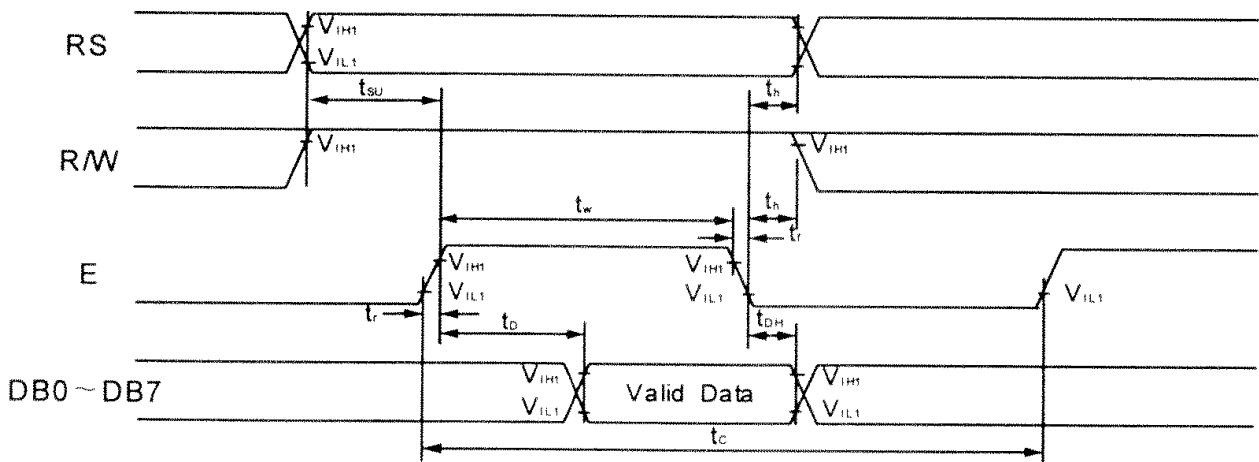 RS
VIH1
VIL1
tSU
th
R/W
VIH1
VIH1
tw
th
tf
E
VIH1
VIL1
VIH1
VIL1
VIL1
tr
tD
tDH
DB0～DB7
VIH1
VIL1
Valid Data
VIH1
VIL1
tC